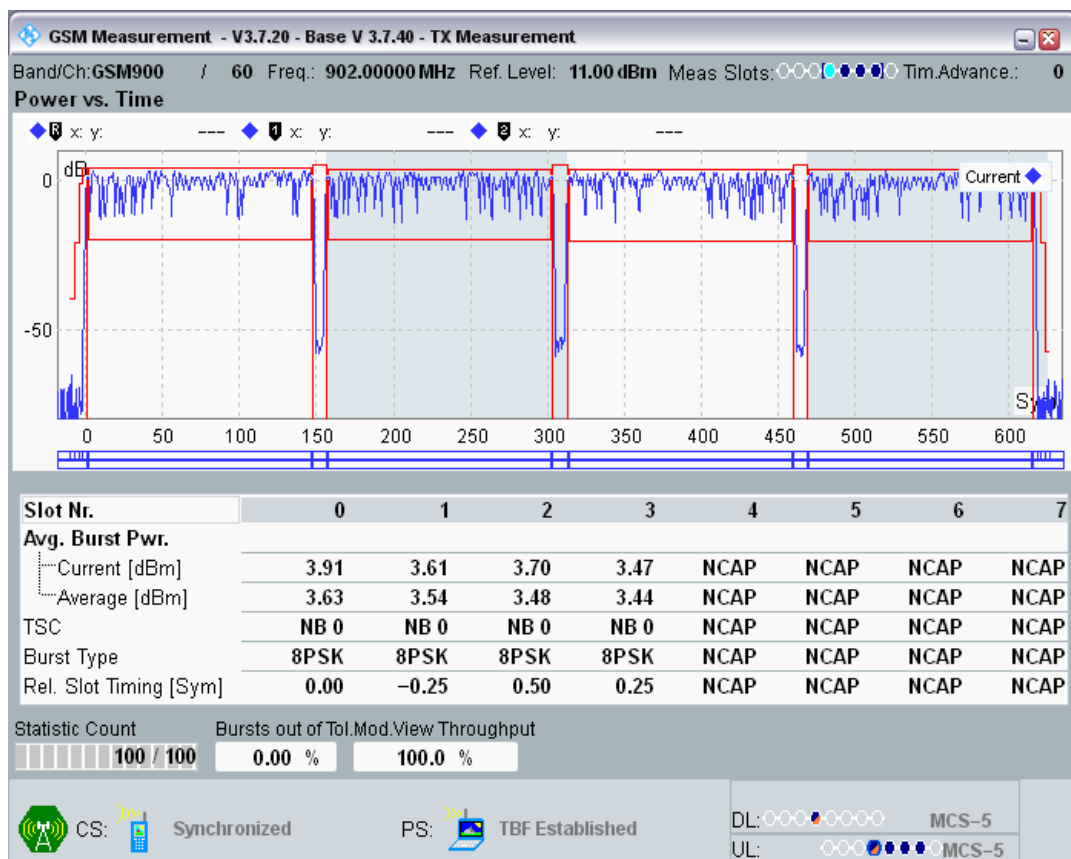 GSM Measurement - V3.7.20 - Base V 3.7.40 - TX Measurement
Band/Ch:GSM900 / 60 Freq.: 902.00000 MHz Ref. Level: 11.00 dBm Meas Slots: Tim.Advance.: 0
Power vs. Time
R x: y: --- 1 x: y: --- 2 x: y: ---
dB
Current
0
-50
0 50 100 150 200 250 300 350 400 450 500 550 600
Slot Nr. 0 1 2 3 4 5 6 7
Avg. Burst Pwr.
Current [dBm] 3.91 3.61 3.70 3.47 NCAP NCAP NCAP NCAP
Average [dBm] 3.63 3.54 3.48 3.44 NCAP NCAP NCAP NCAP
TSC NB 0 NB 0 NB 0 NB 0 NCAP NCAP NCAP NCAP
Burst Type 8PSK 8PSK 8PSK 8PSK NCAP NCAP NCAP NCAP
Rel. Slot Timing [Sym] 0.00 −0.25 0.50 0.25 NCAP NCAP NCAP NCAP
Statistic Count Bursts out of Tol.Mod.View Throughput
100 / 100 0.00 % 100.0 %
CS: Synchronized PS: TBF Established DL: MCS−5
UL: MCS−5